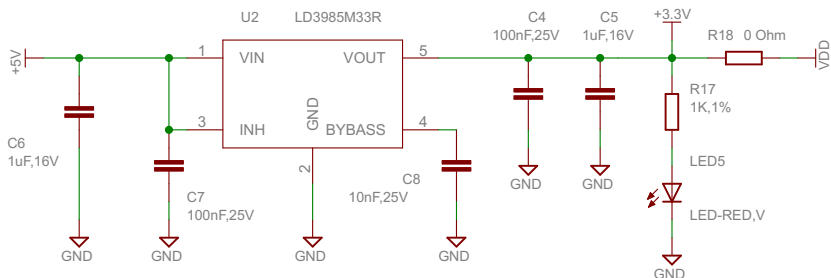 U2 LD3985M33R
C4
100nF,25V
C5
1uF,16V
+3.3V
R18 0 Ohm
+5V
1
VIN
VOUT
5
VDD
GND
R17
1K,1%
3
INH
BYBASS
4
C6
1uF,16V
2
C7
100nF,25V
C8
10nF,25V
GND
GND
LED5
LED-RED,V
GND
GND
GND
GND
GND